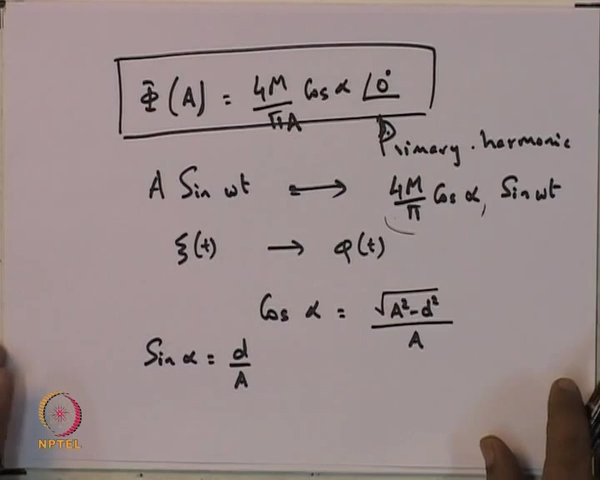 Φ(A) = 4M/πA Cos α ∠0°
Primary harmonic
A Sin ωt ⟷ 4M/π Cos α, Sin ωt
ξ(t) → φ(t)
Cos α = √(A²-d²)/A
Sin α = d/A
NPTEL